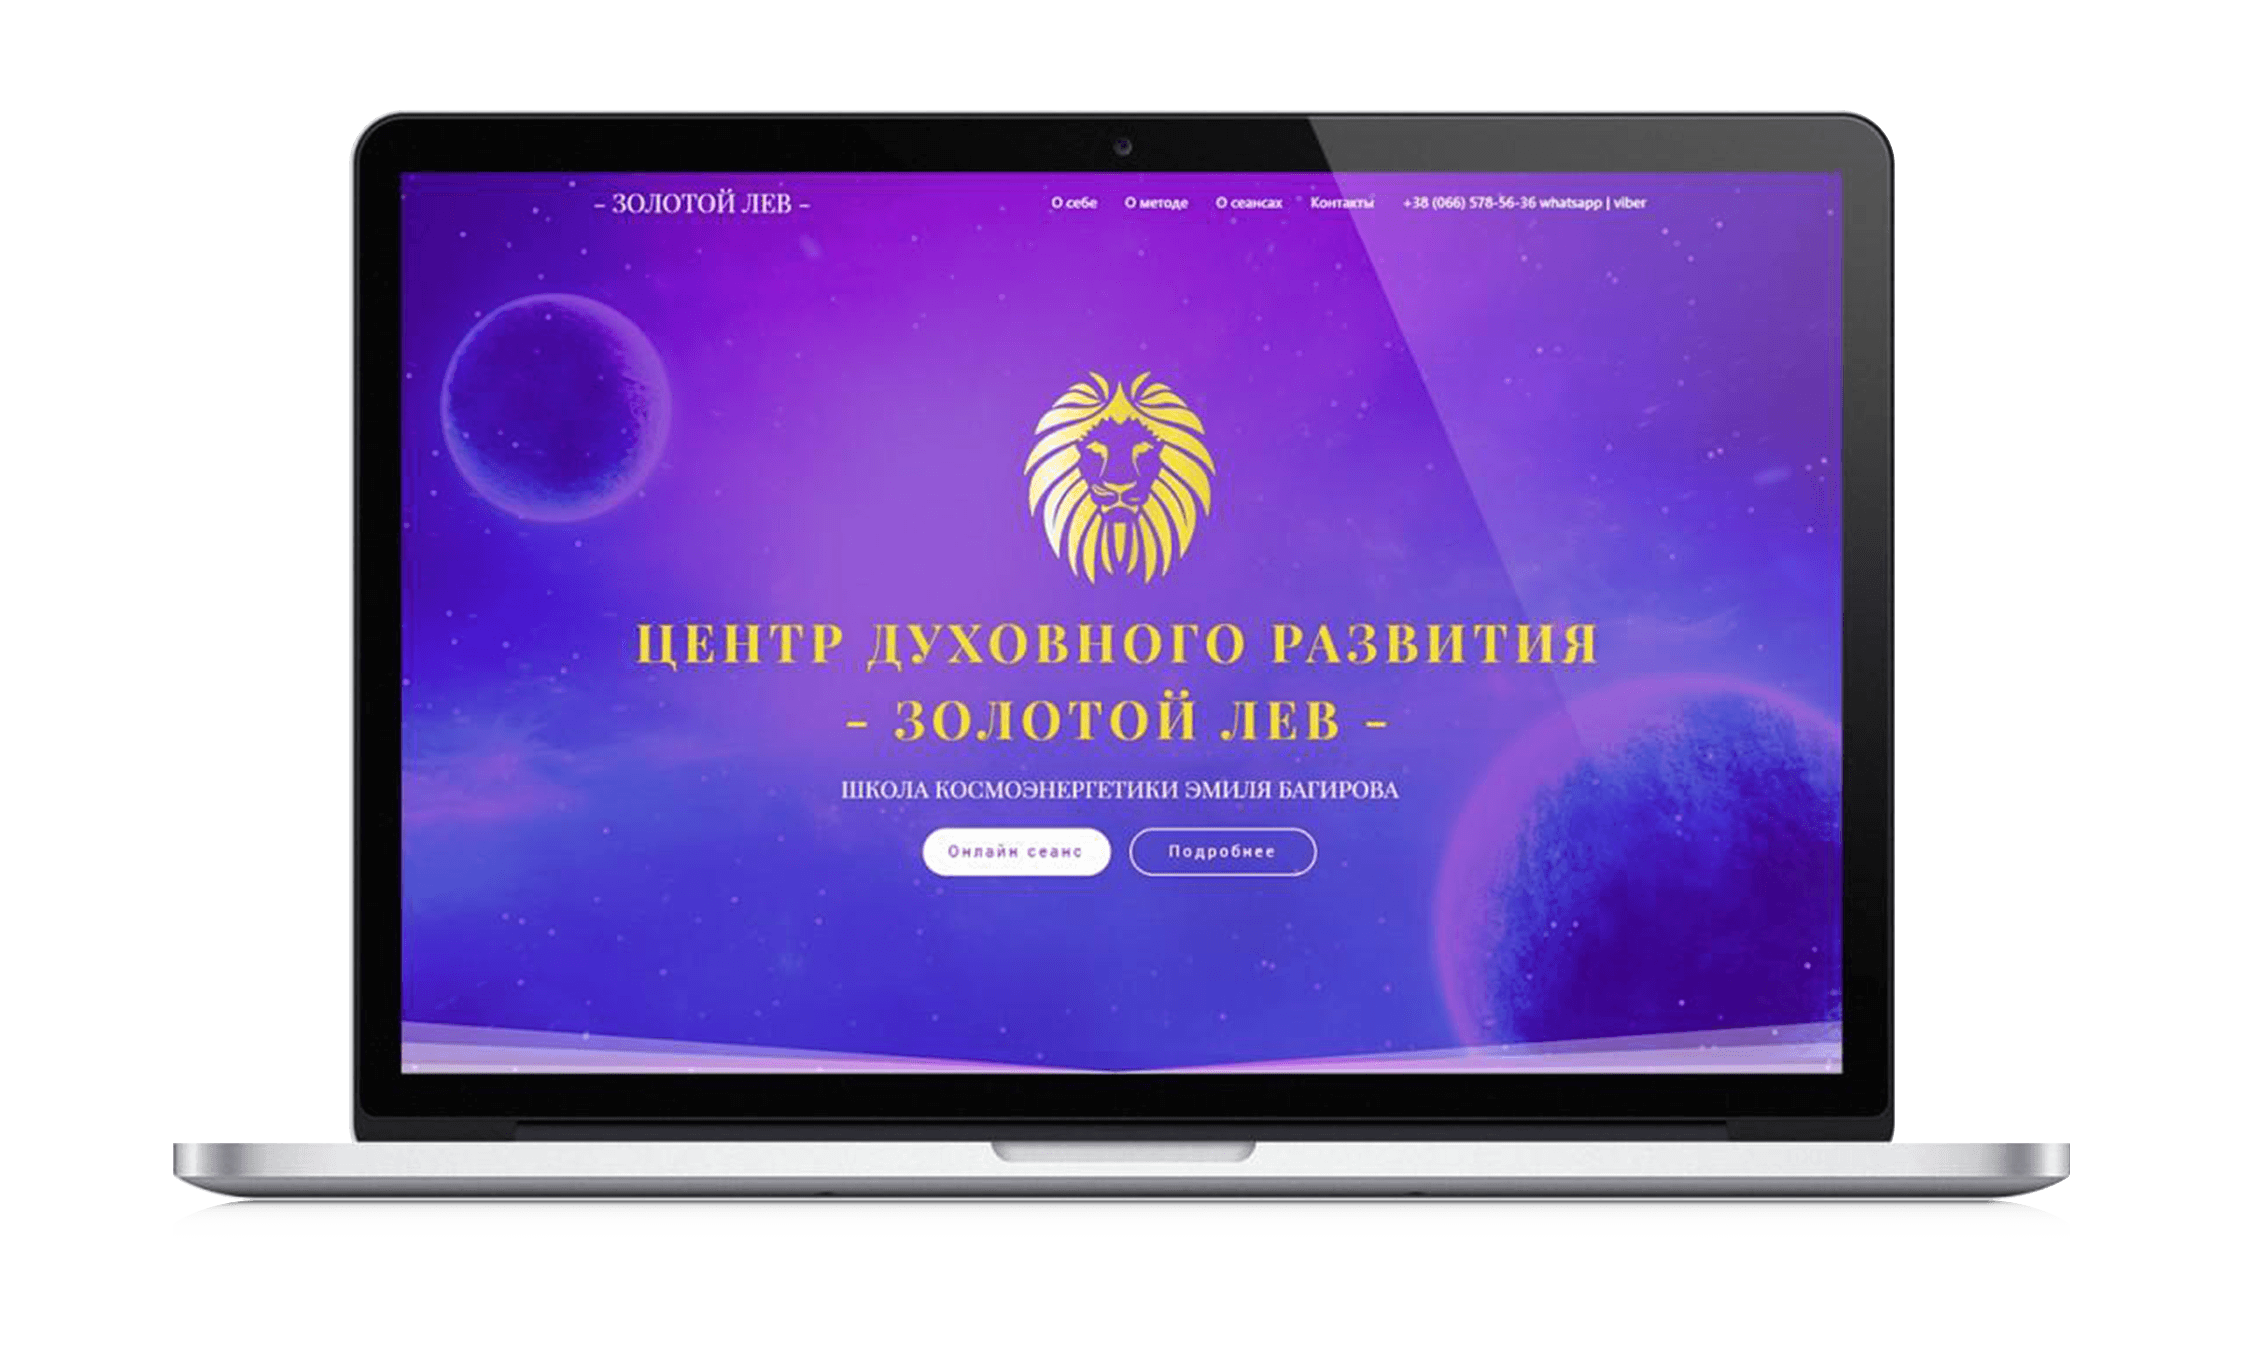 - ЗОЛОТОЙ ЛЕВ -
О себе О методе О сеансах Контакты +38 (066) 578-56-36 whatsapp | viber
ЦЕНТР ДУХОВНОГО РАЗВИТИЯ
- ЗОЛОТОЙ ЛЕВ -
ШКОЛА КОСМОЭНЕРГЕТИКИ ЭМИЛЯ БАГИРОВА
Онлайн сеанс
Подробнее